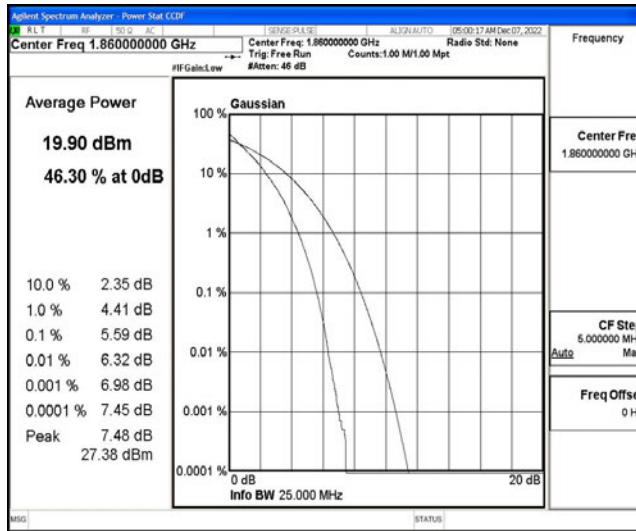 Agilent Spectrum Analyzer - Power Stat CCDF
RLT RF 50 Ω AC SENSE:PULSE ALIGN AUTO 05:00:17 AM Dec 07, 2022
Center Freq 1.860000000 GHz
Center Freq: 1.860000000 GHz
Radio Std: None
Trig: Free Run
Counts:1.00 M/1.00 Mpt
#IFGain:Low
#Atten: 46 dB
Frequency
Average Power
19.90 dBm
46.30 % at 0dB
10.0 % 2.35 dB
1.0 % 4.41 dB
0.1 % 5.59 dB
0.01 % 6.32 dB
0.001 % 6.98 dB
0.0001 % 7.45 dB
Peak 7.48 dB
27.38 dBm
Gaussian
100 %
10 %
1 %
0.1 %
0.01 %
0.001 %
0.0001 %
0 dB
20 dB
Info BW 25.000 MHz
Center Fre
1.860000000 GH
CF Ste
5.000000 MH
Auto Ma
Freq Offse
0 H
MSG
STATUS